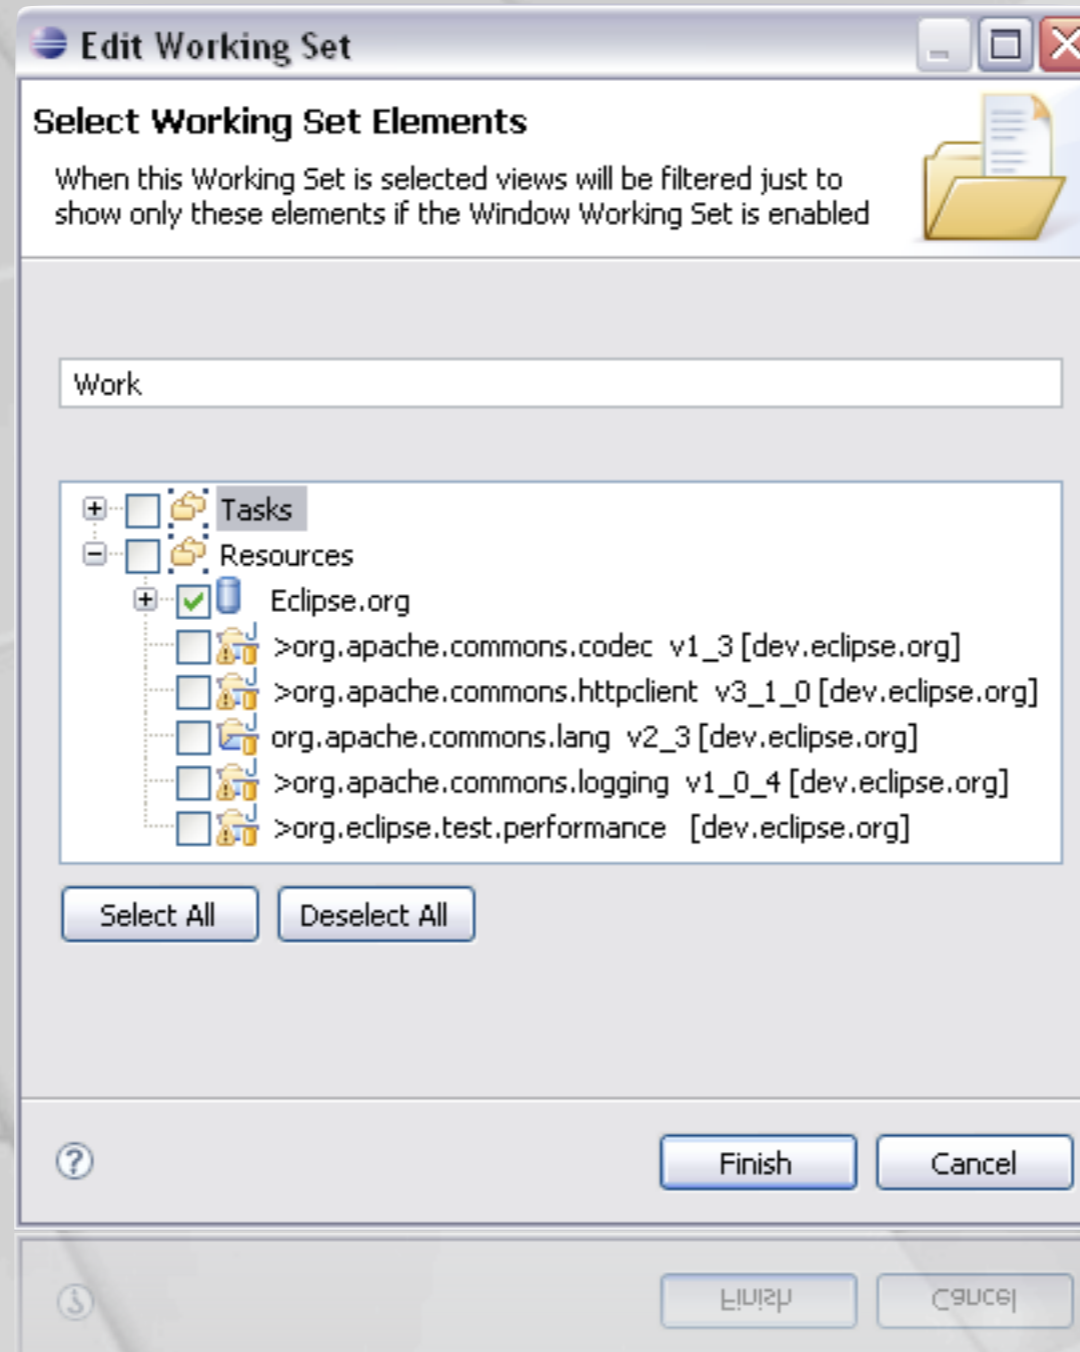 Edit Working Set
Select Working Set Elements
When this Working Set is selected views will be filtered just to
show only these elements if the Window Working Set is enabled
Work
Tasks
Resources
Eclipse.org
>org.apache.commons.codec v1_3 [dev.eclipse.org]
>org.apache.commons.httpclient v3_1_0 [dev.eclipse.org]
org.apache.commons.lang v2_3 [dev.eclipse.org]
>org.apache.commons.logging v1_0_4 [dev.eclipse.org]
>org.eclipse.test.performance [dev.eclipse.org]
Select All Deselect All
? Finish Cancel
Finish Cancel